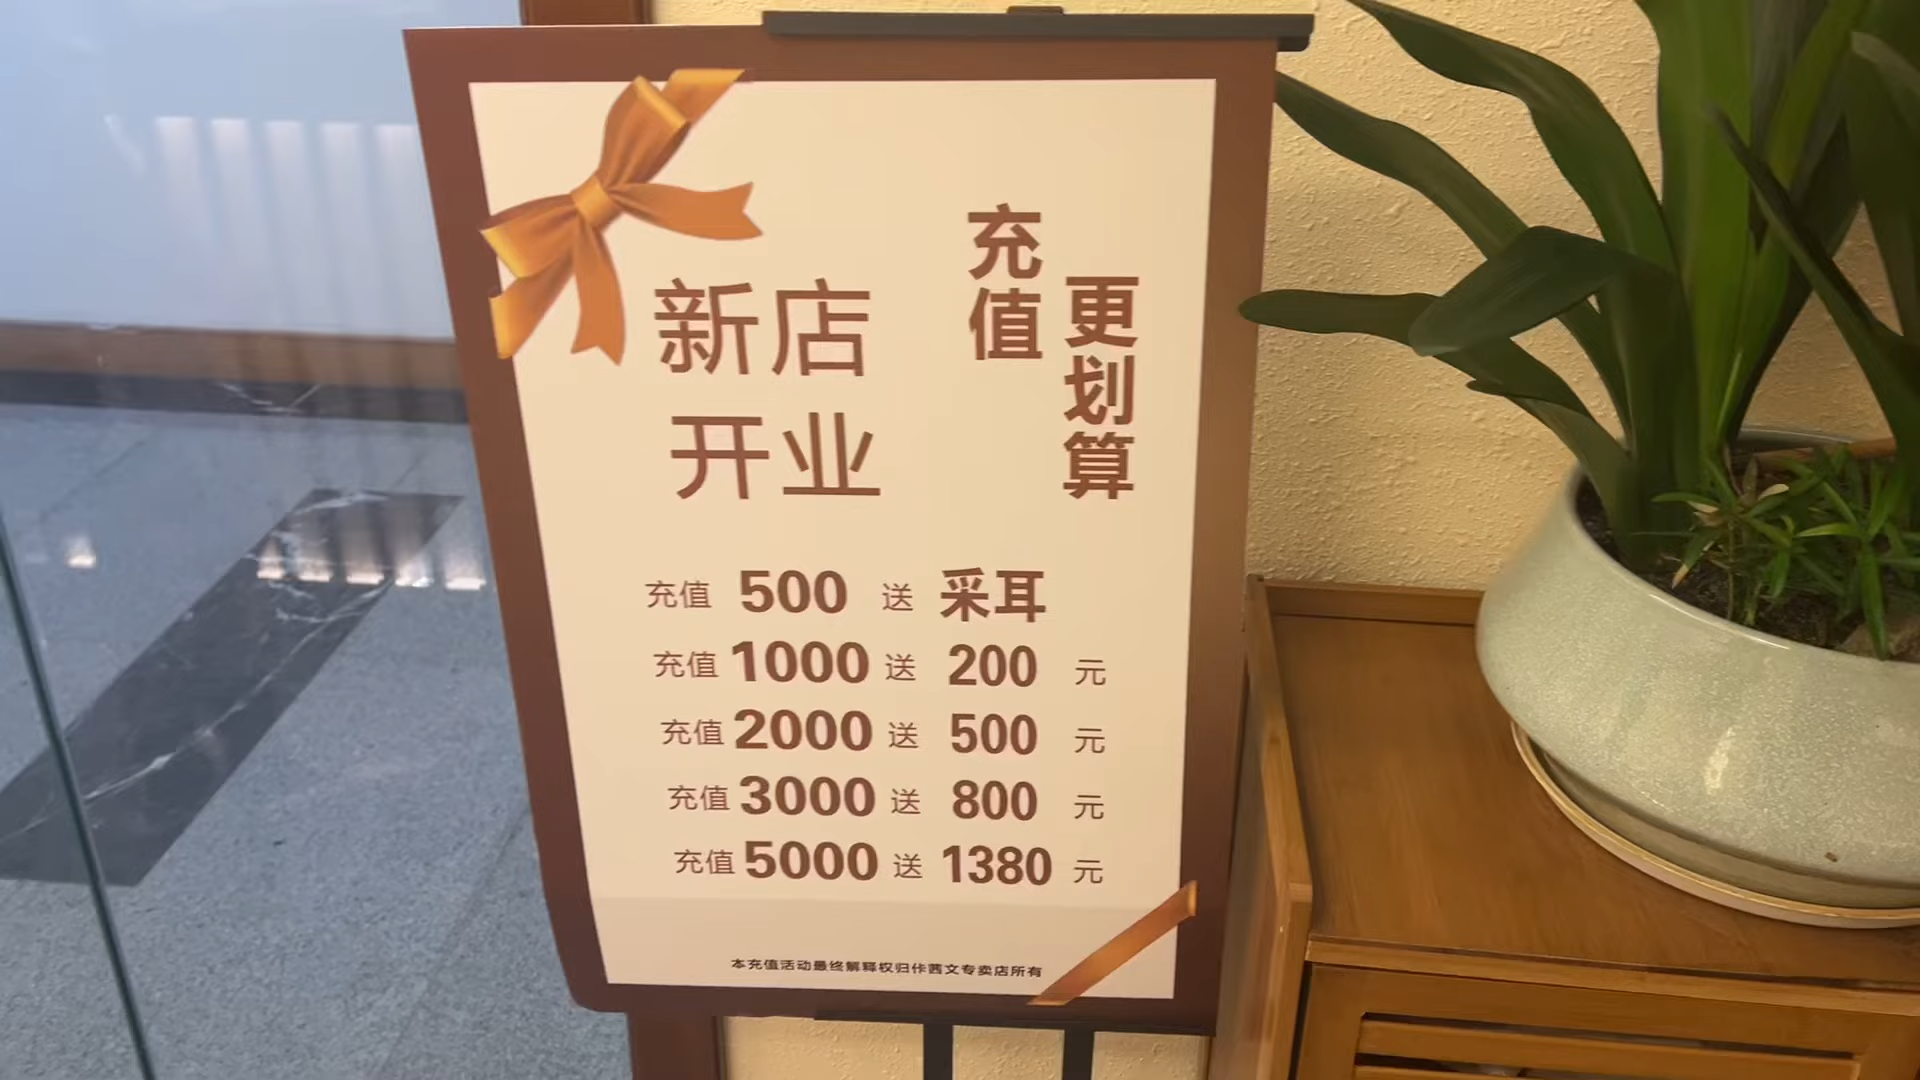 新店
开业
充值
更划算
充值 500 送 采耳
充值 1000 送 200 元
充值 2000 送 500 元
充值 3000 送 800 元
充值 5000 送 1380 元
本充值活动最终解释权归佧茜文专卖店所有